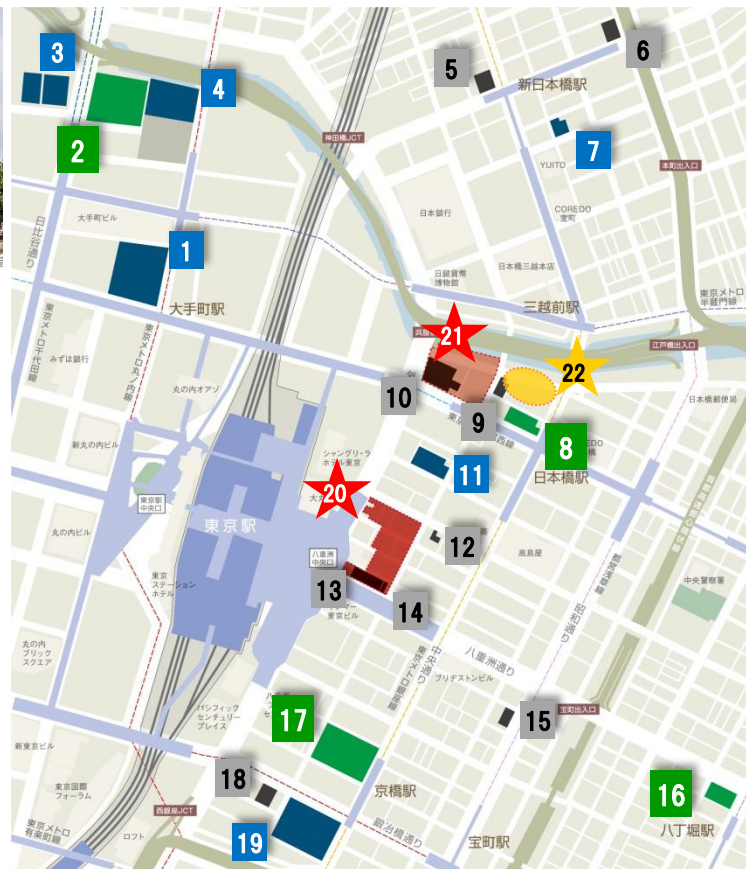 3
4
2
1
5
6
7
新日本橋駅
神田橋JCT
本町出入口
YUITO
COREDO
室町
日本銀行
大手町ビル
日比谷通り
日銀貨幣
博物館
日本橋三越本店
三越前駅
東京メトロ
半蔵門線
大手町駅
東京メトロ千代田線
みずほ銀行
東京メトロ丸ノ内線
丸の内オアゾ
21
22
江戸橋出入口
10
9
8
日本橋郵便局
西線
日本橋駅
新丸の内ビル
シャングリ・ラ
ホテル東京
11
20
東京駅
中央口
東京駅
丸の内ビル
12
高島屋
八重洲
中央口
都営浅草線
中央警察署
東京
ステーション
ホテル
13
14
東京ビル
昭和通り
丸の内
ブリック
スクエア
八重洲通り
中央通り
東京メトロ銀座線
ブリヂストンビル
パシフィック
センチュリー
プレイス
17
15
宝町出入口
新東京ビル
18
京橋駅
16
東京国際
フォーラム
西銀座JCT
八丁堀駅
東京メトロ
有楽町線
ロフト
19
鍛冶橋通り
宝町駅